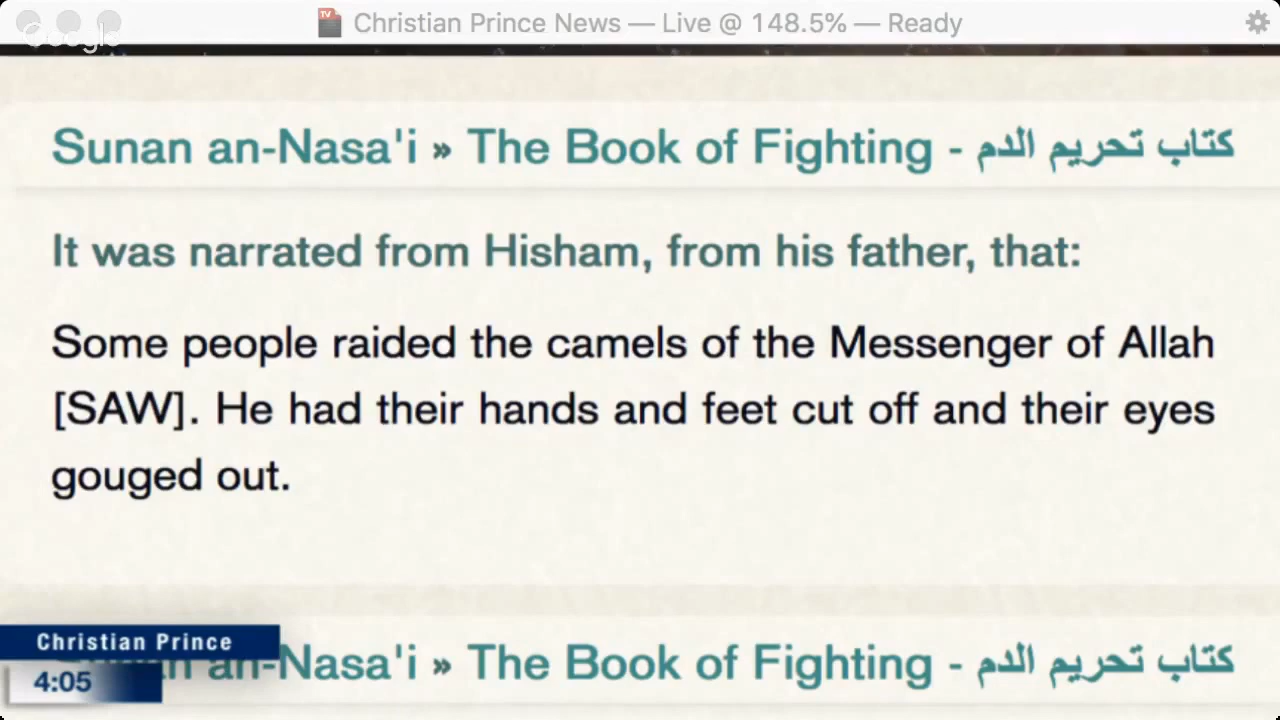 TV Christian Prince News — Live @ 148.5% — Ready
Google
Sunan an-Nasa'i » The Book of Fighting - كتاب تحريم الدم
It was narrated from Hisham, from his father, that:
Some people raided the camels of the Messenger of Allah
[SAW]. He had their hands and feet cut off and their eyes
gouged out.
Christian Prince
an-Nasa'i » The Book of Fighting - كتاب تحريم الدم
4:05